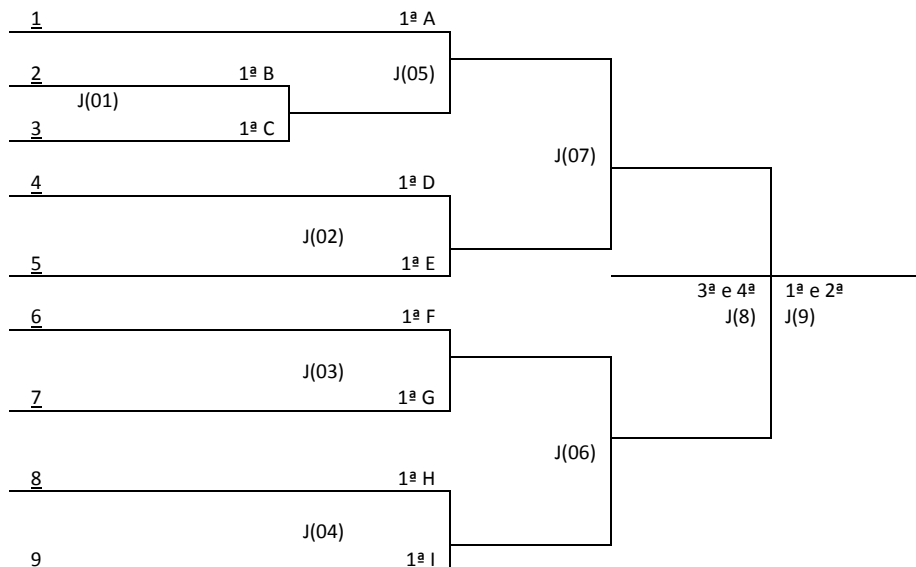 1 1ª A
2 1ª B J(05)
J(01)
3 1ª C
J(07)
4 1ª D
J(02)
5 1ª E
3ª e 4ª 1ª e 2ª
6 1ª F J(8) J(9)
J(03)
7 1ª G
J(06)
8 1ª H
J(04)
9 1ª I